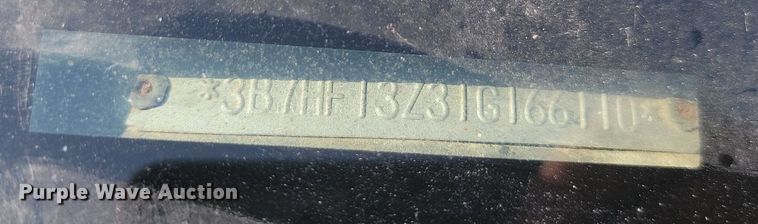 *3B7HF13Z31G166110*
Purple Wave Auction